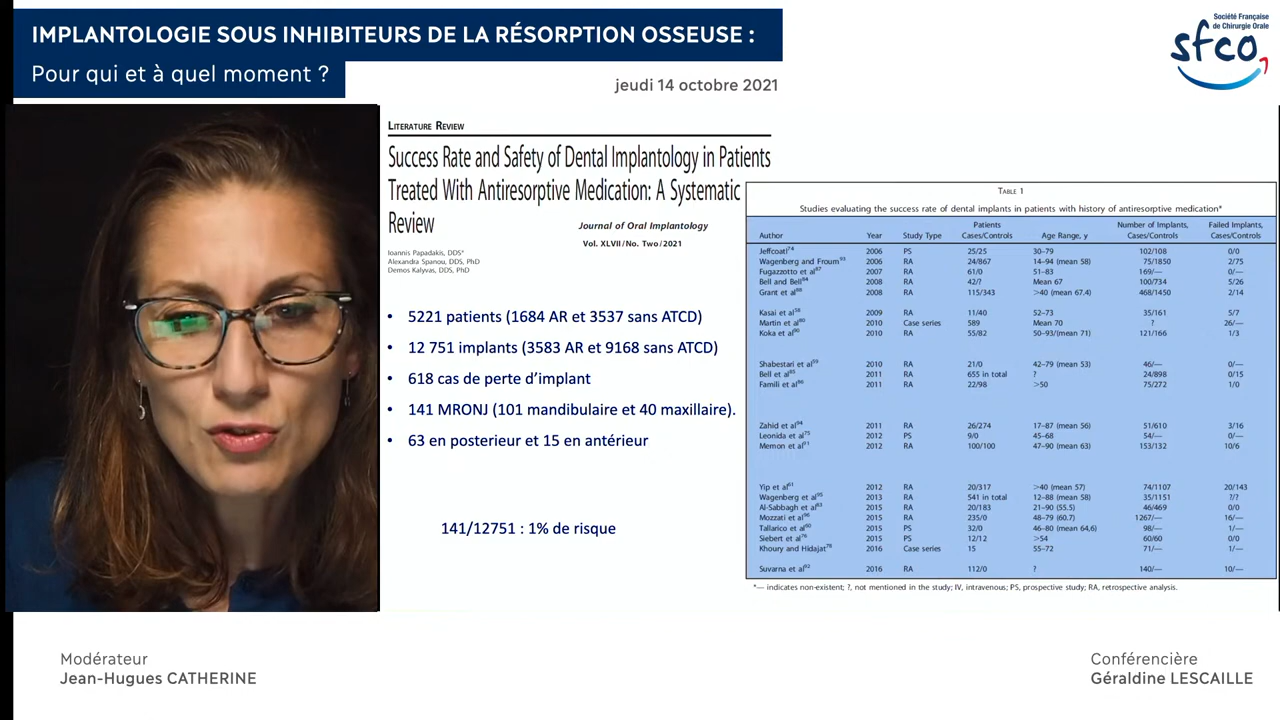 IMPLANTOLOGIE SOUS INHIBITEURS DE LA RÉSORPTION OSSEUSE :
Pour qui et à quel moment ?
jeudi 14 octobre 2021
Société Française
de Chirurgie Orale
sfco
LITERATURE REVIEW
Success Rate and Safety of Dental Implantology in Patients
Treated With Antiresorptive Medication: A Systematic
Review
Journal of Oral Implantology
Vol. XLVII/No. Two/2021
Ioannis Papadakis, DDS*
Alexandra Spanou, DDS, PhD
Demos Kalyvas, DDS, PhD
• 5221 patients (1684 AR et 3537 sans ATCD)
• 12 751 implants (3583 AR et 9168 sans ATCD)
• 618 cas de perte d'implant
• 141 MRONJ (101 mandibulaire et 40 maxillaire).
• 63 en posterieur et 15 en antérieur
141/12751 : 1% de risque
TABLE 1
Studies evaluating the success rate of dental implants in patients with history of antiresorptive medication*
Author Year Study Type Patients Cases/Controls Age Range, y Number of Implants, Cases/Controls Failed Implants, Cases/Controls
Jeffcoat 2006 PS 25/25 30–79 102/108 0/0
Wagenberg and Froum 2006 RA 24/867 14–94 (mean 58) 75/1850 2/75
Fugazzotto et al 2007 RA 61/0 51–83 169/— 0/—
Bell and Bell 2008 RA 42/7 Mean 67 100/734 5/26
Grant et al 2008 RA 115/343 >40 (mean 67.4) 468/1450 2/14
Kasai et al 2009 RA 11/40 52–73 35/161 5/7
Martin et al 2010 Case series 589 Mean 70 ? 26/—
Koka et al 2010 RA 55/82 50–93/(mean 71) 121/166 1/3
Shabestari et al 2010 RA 21/0 42–79 (mean 53) 46/— 0/—
Bell et al 2011 RA 655 in total ? 24/898 0/15
Famili et al 2011 RA 22/98 >50 75/272 1/0
Zahid et al 2011 RA 26/274 17–87 (mean 56) 51/610 3/16
Leonida et al 2012 PS 9/0 45–68 54/— 0/—
Memon et al 2012 RA 100/100 47–90 (mean 63) 153/132 10/6
Yip et al 2012 RA 20/317 >40 (mean 57) 74/1107 20/143
Wagenberg et al 2013 RA 541 in total 12–88 (mean 58) 35/1151 ?/?
Al-Sabbagh et al 2015 RA 20/183 21–90 (55.5) 46/469 0/0
Mozzati et al 2015 RA 235/0 48–79 (60.7) 1267/— 16/—
Tallarico et al 2015 PS 32/0 46–80 (mean 64,6) 98/— 1/—
Siebert et al 2015 PS 12/12 >54 60/60 0/0
Khoury and Hidajat 2016 Case series 15 55–72 71/— 1/—
Suvarna et al 2016 RA 112/0 ? 140/— 10/—
*— indicates non-existent; ?, not mentioned in the study; IV, intravenous; PS, prospective study; RA, retrospective analysis.
Modérateur
Jean-Hugues CATHERINE
Conférencière
Géraldine LESCAILLE